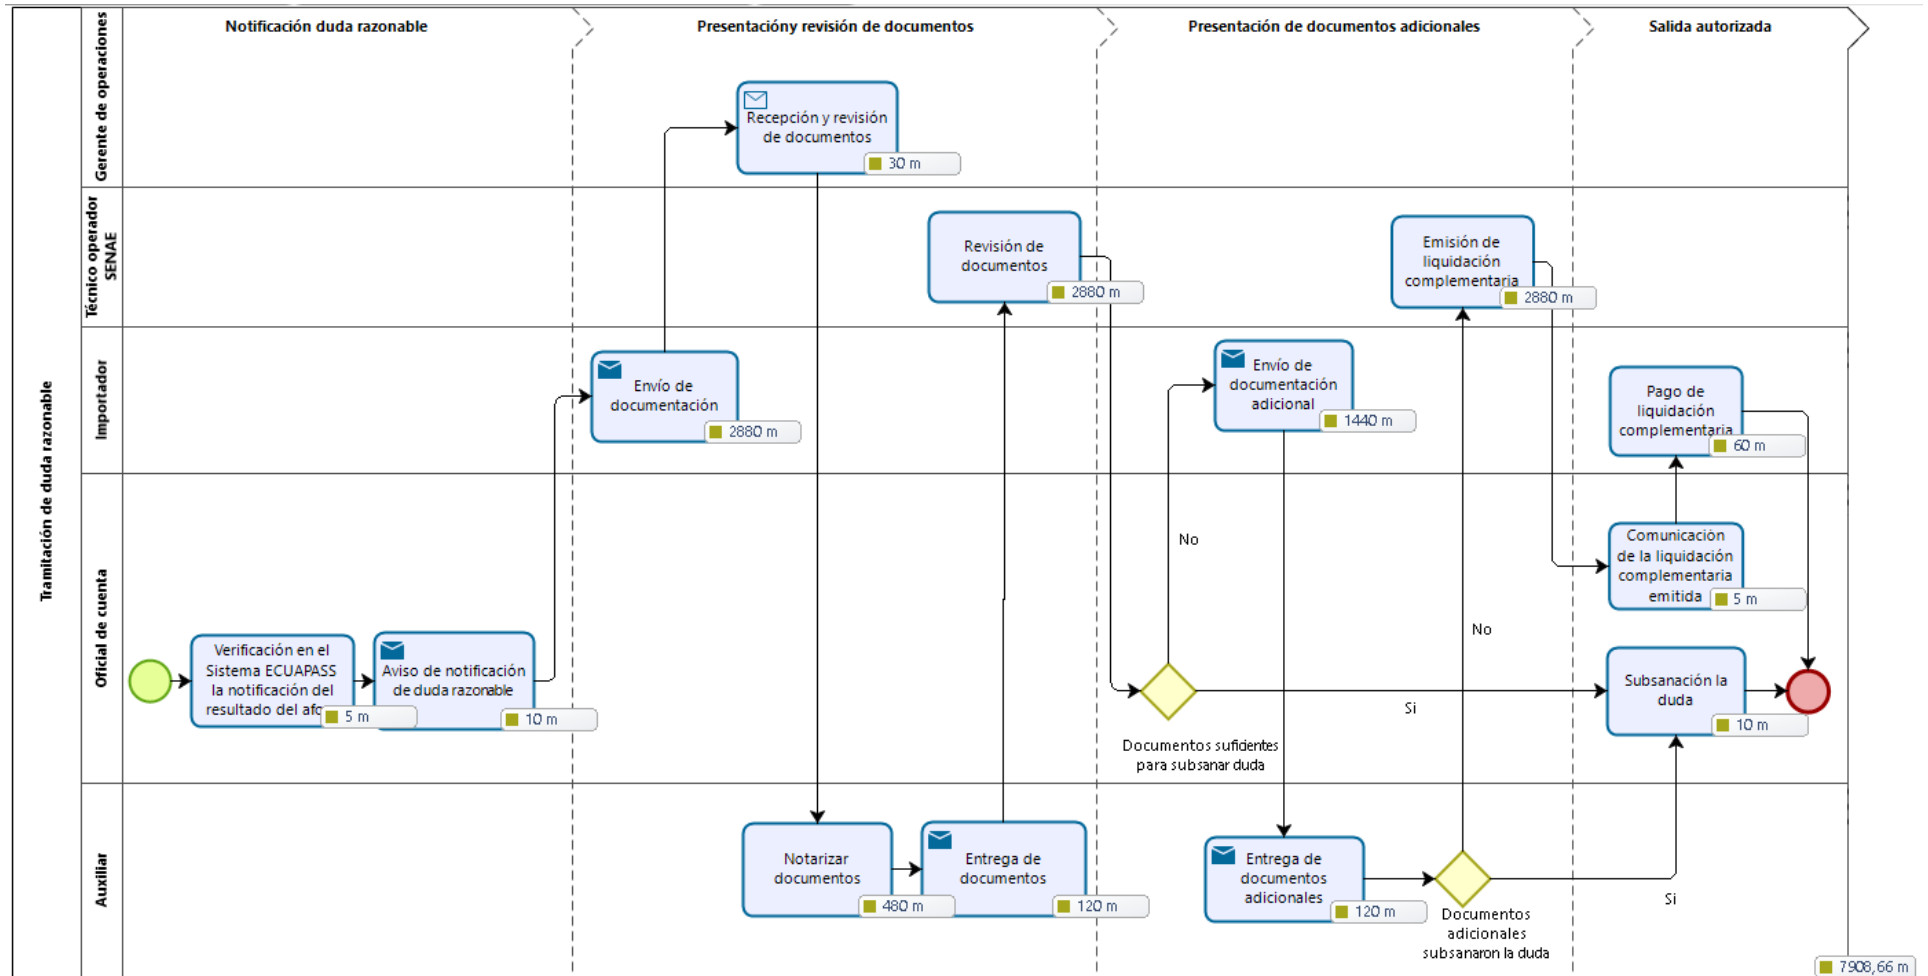 Notificación duda razonable
Presentacióny revisión de documentos
Presentación de documentos adicionales
Salida autorizada
Tramitación de duda razonable
Gerente de operaciones
Recepción y revisión
de documentos
30 m
Técnico operador
SENAE
Revisión de
documentos
2880 m
Emisión de
liquidación
complementaria
2880 m
Importador
Envío de
documentación
2880 m
Envío de
documentación
adicional
1440 m
Pago de
liquidación
complementaria
60 m
Oficial de cuenta
Verificación en el
Sistema ECUAPASS
la notificación del
resultado del
5 m
Aviso de notificación
de duda razonable
10 m
No
No
Si
Documentos suficientes
para subsanar duda
Comunicación
de la liquidación
complementaria
emitida
5 m
Subsanación la
duda
10 m
Auxiliar
Notarizar
documentos
480 m
Entrega de
documentos
120 m
Entrega de
documentos
adicionales
120 m
Si
Documentos
adicionales
subsanaron la duda
7908,66 m